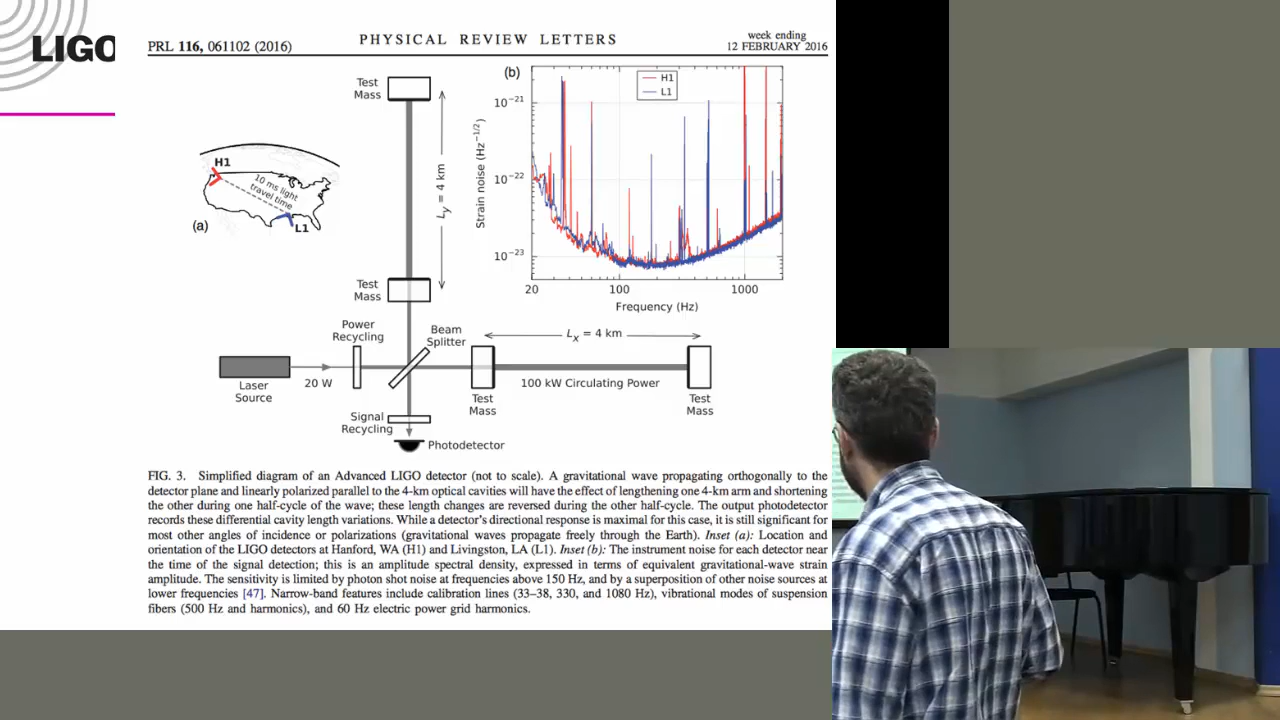 LIGO
PRL 116, 061102 (2016)
PHYSICAL REVIEW LETTERS
week ending
12 FEBRUARY 2016
Test
Mass
Ly = 4 km
Test
Mass
H1
10 ms light
travel time
L1
(a)
(b)
H1
L1
10−21
10−22
10−23
Strain noise (Hz−1/2)
20
100
1000
Frequency (Hz)
Power
Recycling
Beam
Splitter
Lx = 4 km
Laser
Source
20 W
100 kW Circulating Power
Test
Mass
Test
Mass
Signal
Recycling
Photodetector
FIG. 3. Simplified diagram of an Advanced LIGO detector (not to scale). A gravitational wave propagating orthogonally to the
detector plane and linearly polarized parallel to the 4-km optical cavities will have the effect of lengthening one 4-km arm and shortening
the other during one half-cycle of the wave; these length changes are reversed during the other half-cycle. The output photodetector
records these differential cavity length variations. While a detector's directional response is maximal for this case, it is still significant for
most other angles of incidence or polarizations (gravitational waves propagate freely through the Earth). Inset (a): Location and
orientation of the LIGO detectors at Hanford, WA (H1) and Livingston, LA (L1). Inset (b): The instrument noise for each detector near
the time of the signal detection; this is an amplitude spectral density, expressed in terms of equivalent gravitational-wave strain
amplitude. The sensitivity is limited by photon shot noise at frequencies above 150 Hz, and by a superposition of other noise sources at
lower frequencies [47]. Narrow-band features include calibration lines (33–38, 330, and 1080 Hz), vibrational modes of suspension
fibers (500 Hz and harmonics), and 60 Hz electric power grid harmonics.